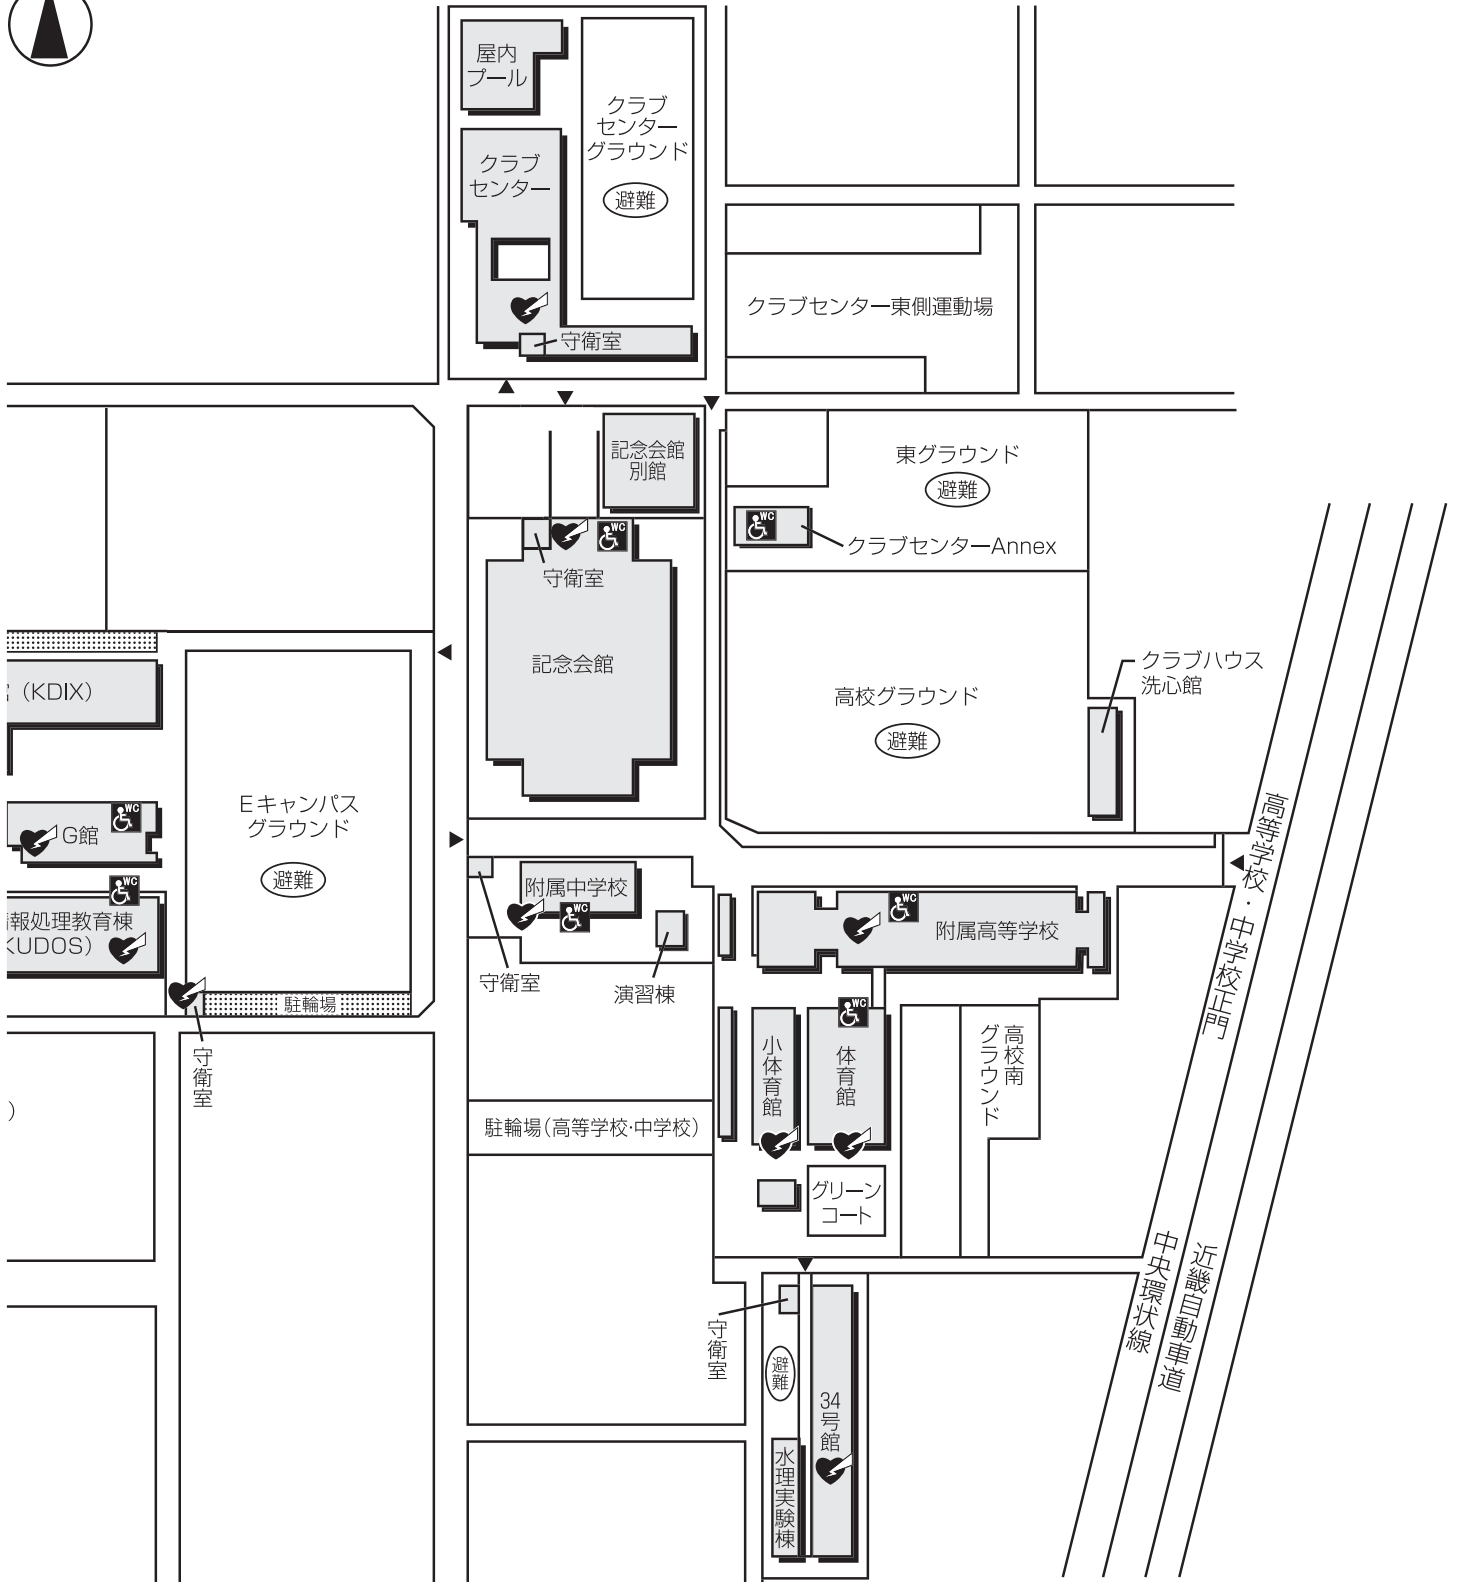 屋内
プール
クラブ
センター
グラウンド
避難
クラブ
センター
守衛室
クラブセンター東側運動場
記念会館
別館
東グラウンド
避難
WC
クラブセンターAnnex
WC
守衛室
記念会館
（KDIX）
高校グラウンド
避難
クラブハウス
洗心館
Eキャンパス
グラウンド
避難
WC
G館
WC
報処理教育棟
KUDOS）
駐輪場
守衛室
附属中学校
WC
守衛室
演習棟
WC
附属高等学校
高等学校・中学校正門
WC
小体育館
体育館
高校南
グラウンド
）
駐輪場（高等学校・中学校）
グリーン
コート
守衛室
避難
34号館
水理実験棟
中央環状線
近畿自動車道